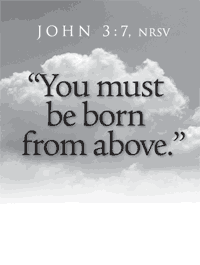 JOHN 3:7, NRSV
“You must
be born
from above.”